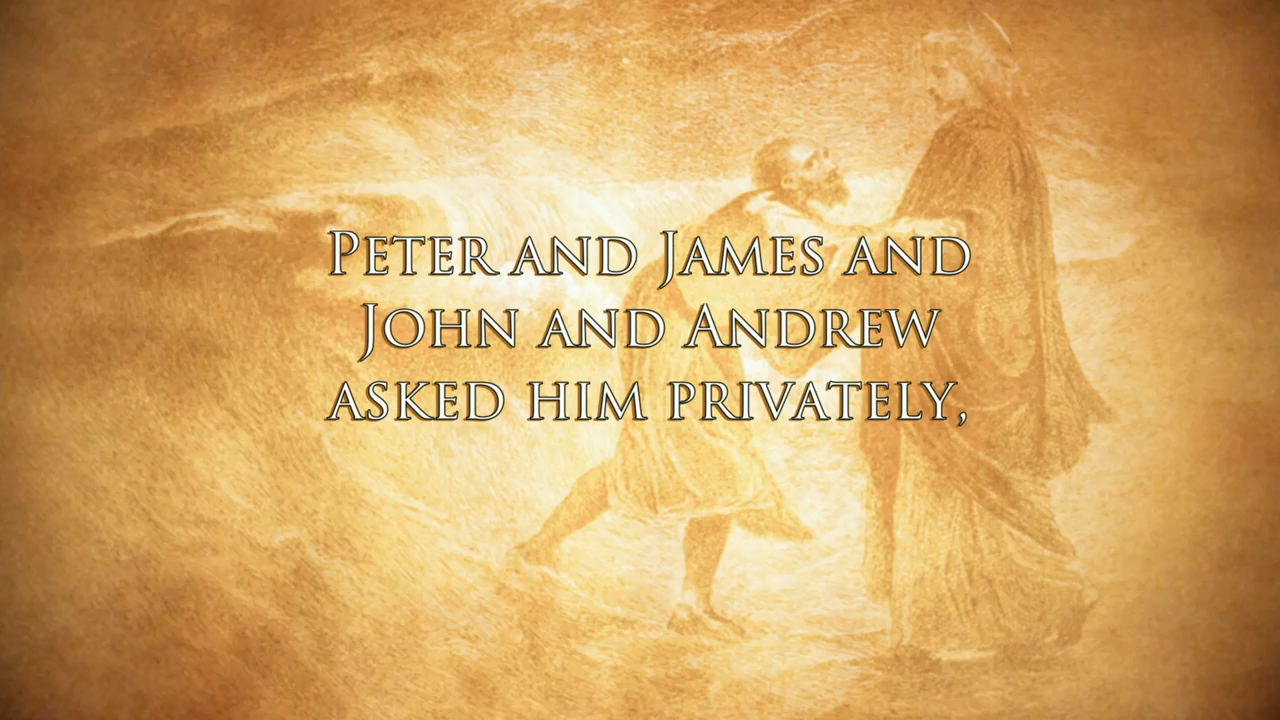 Peter and James and
John and Andrew
asked him privately,